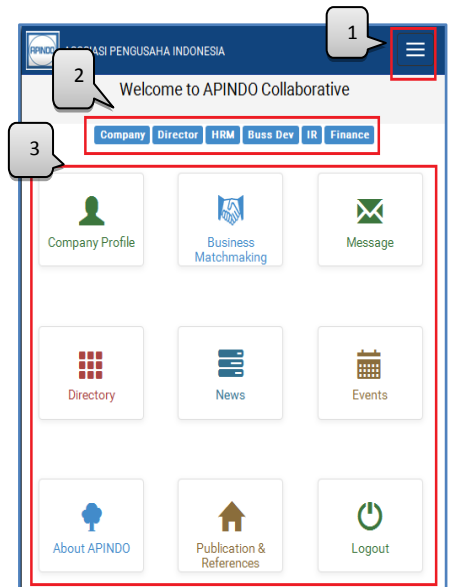 1
APINDO
ASOSIASI PENGUSAHA INDONESIA
2
Welcome to APINDO Collaborative
Company Director HRM Buss Dev IR Finance
3
Company Profile
Business
Matchmaking
Message
Directory
News
Events
About APINDO
Publication &
References
Logout